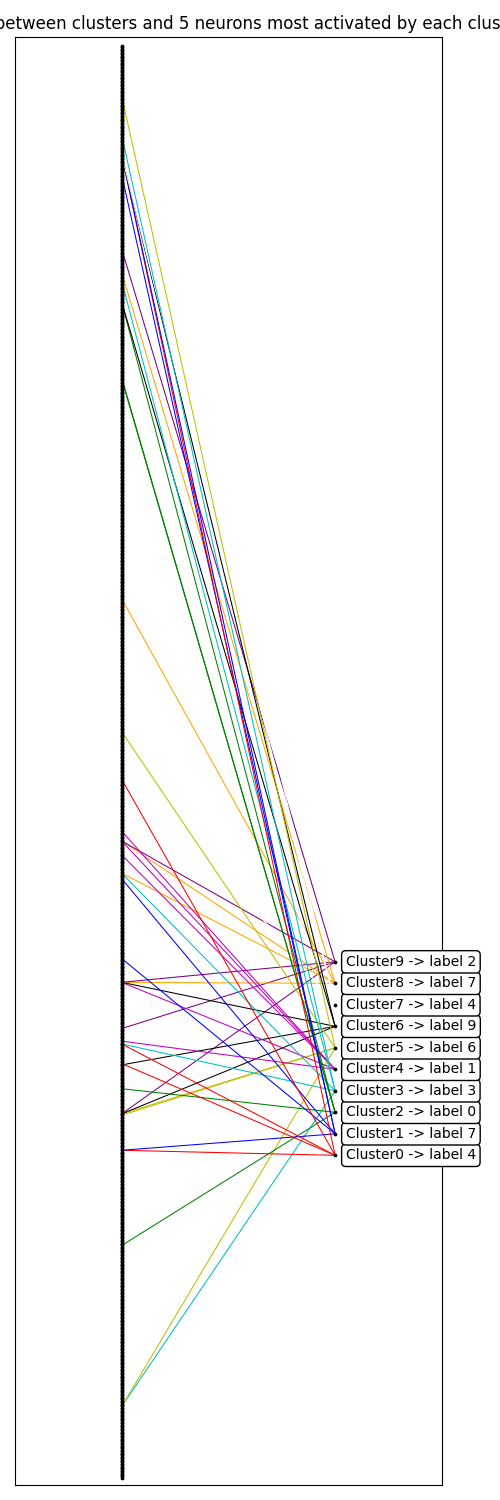 between clusters and 5 neurons most activated by each
Cluster9 -> label 2
Cluster8 -> label 7
Cluster7 -> label 4
Cluster6 -> label 9
Cluster5 -> label 6
Cluster4 -> label 1
Cluster3 -> label 3
Cluster2 -> label 0
Cluster1 -> label 7
Cluster0 -> label 4